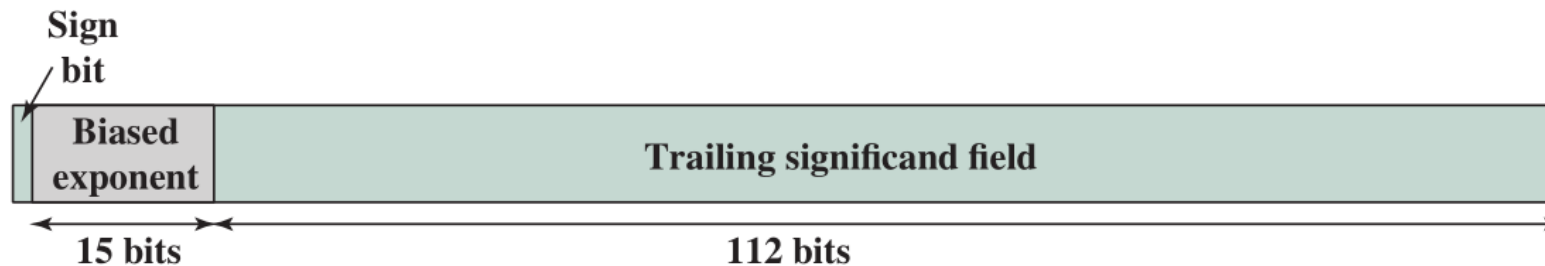 Sign
bit
Biased
exponent
Trailing significand field
15 bits
112 bits